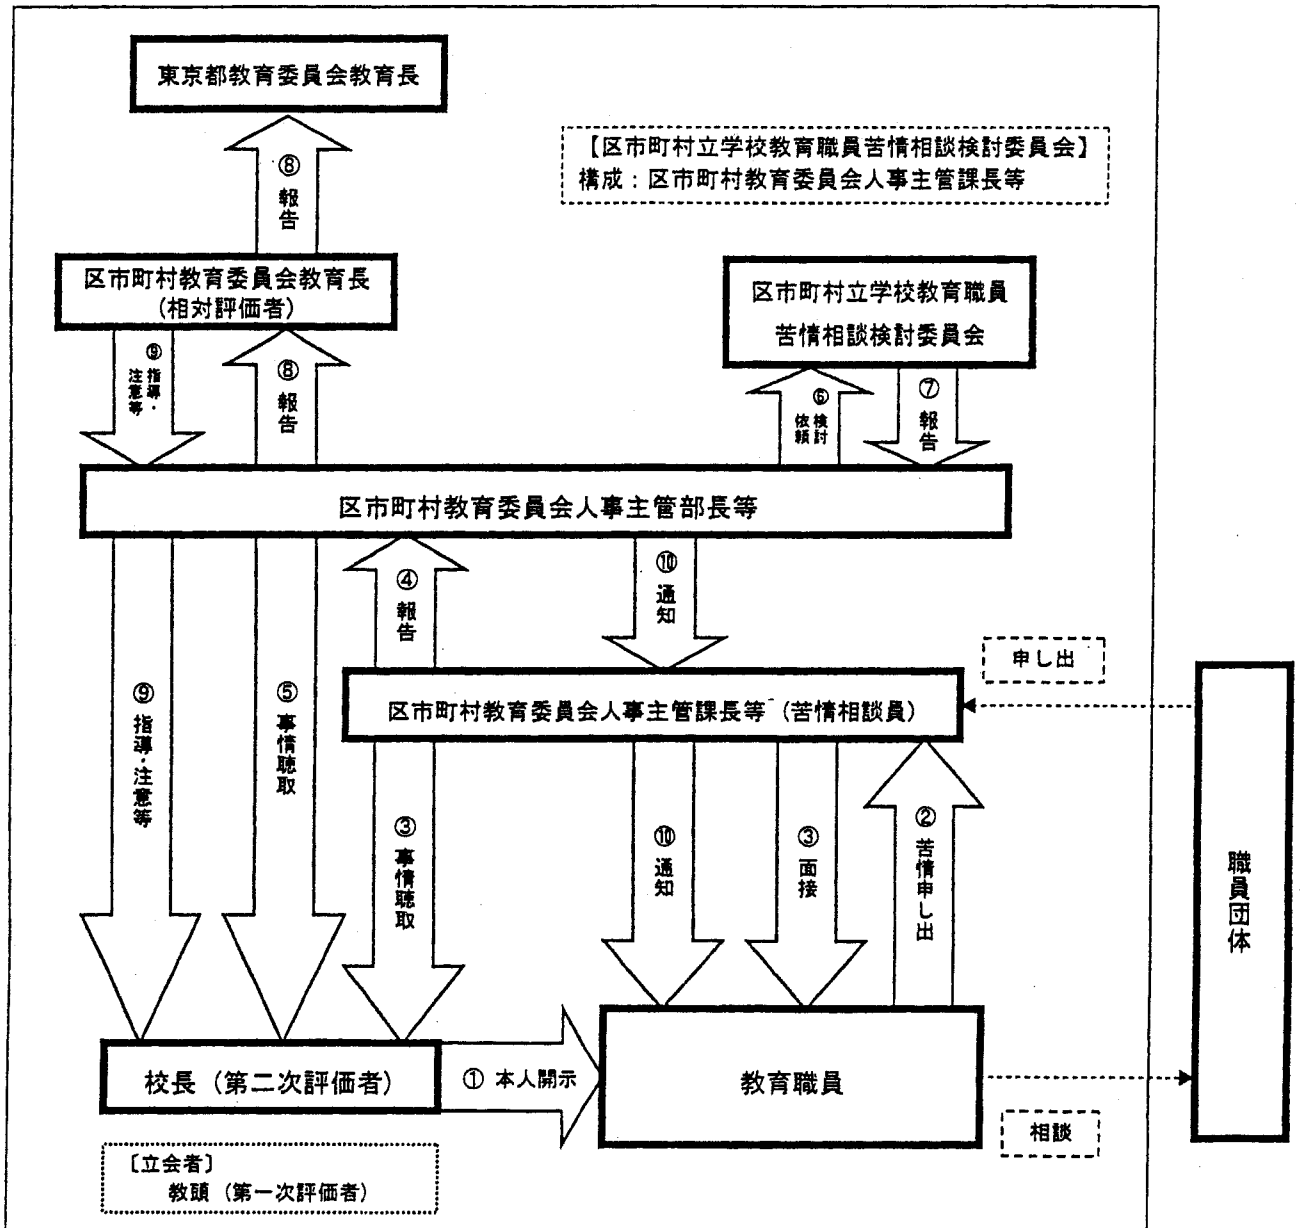 東京都教育委員会教育長
【区市町村立学校教育職員苦情相談検討委員会】
構成：区市町村教育委員会人事主管課長等
⑧報告
区市町村教育委員会教育長
(相対評価者)
区市町村立学校教育職員
苦情相談検討委員会
⑨指導・
注意等
⑧報告
⑥検討
依頼
⑦報告
区市町村教育委員会人事主管部長等
④報告
⑩通知
申し出
区市町村教育委員会人事主管課長等（苦情相談員）
⑨指導・注意等
⑤事情聴取
③事情聴取
⑩通知
③面接
②苦情申し出
職員団体
校長（第二次評価者）
① 本人開示
教育職員
相談
〔立会者〕
教頭（第一次評価者）